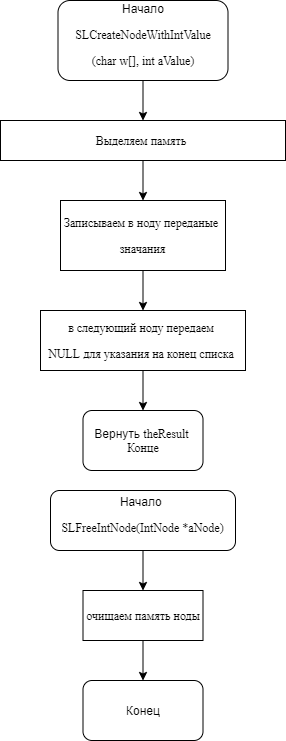 Начало
SLCreateNodeWithIntValue
(char w[], int aValue)
Выделяем память
Записываем в ноду переданые
значания
в следующий ноду передаем
NULL для указания на конец списка
Вернуть theResult
Конце
Начало
SLFreeIntNode(IntNode *aNode)
очищаем память ноды
Конец